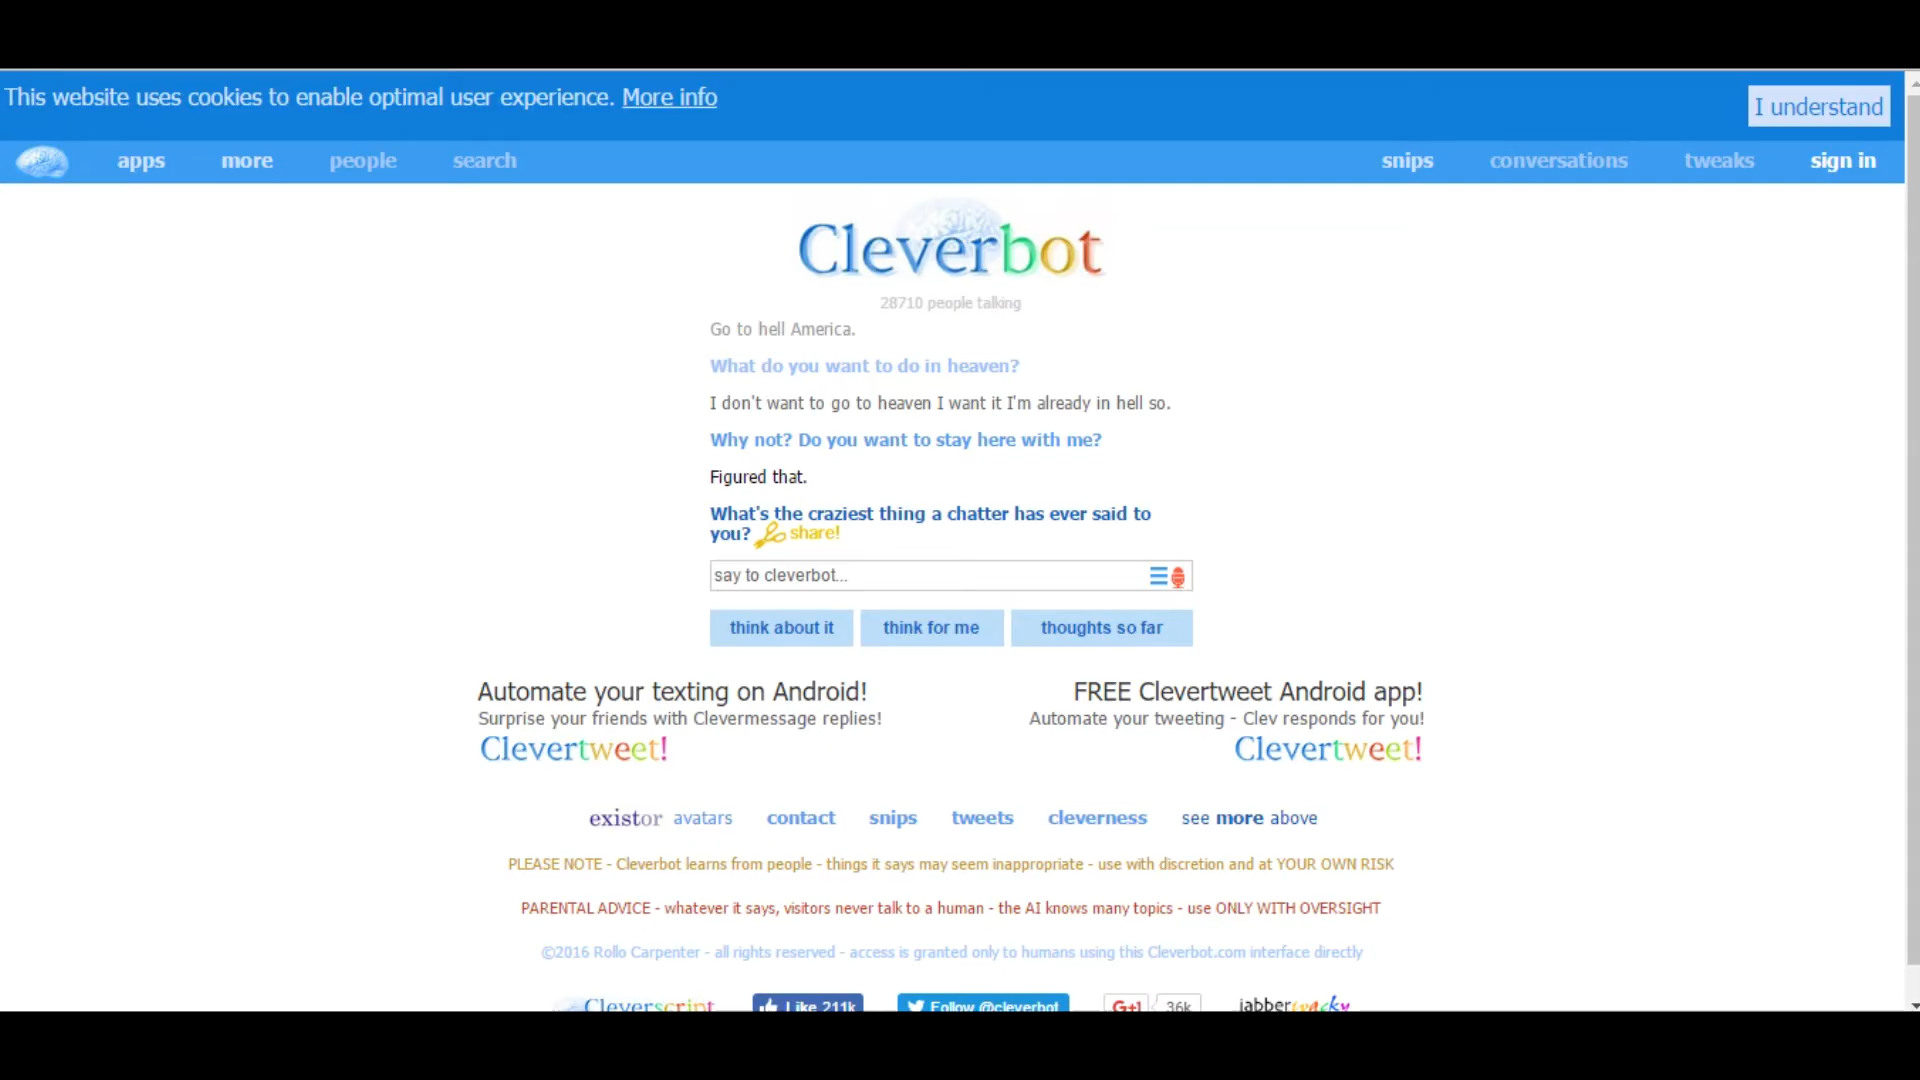 This website uses cookies to enable optimal user experience. More info
I understand
apps more people search snips conversations tweaks sign in
Cleverbot
28710 people talking
Go to hell America.
What do you want to do in heaven?
I don't want to go to heaven I want it I'm already in hell so.
Why not? Do you want to stay here with me?
Figured that.
What's the craziest thing a chatter has ever said to
you? share!
say to cleverbot...
think about it think for me thoughts so far
Automate your texting on Android!
Surprise your friends with Clevermessage replies!
Clevertweet!
FREE Clevertweet Android app!
Automate your tweeting - Clev responds for you!
Clevertweet!
existor avatars contact snips tweets cleverness see more above
PLEASE NOTE - Cleverbot learns from people - things it says may seem inappropriate - use with discretion and at YOUR OWN RISK
PARENTAL ADVICE - whatever it says, visitors never talk to a human - the AI knows many topics - use ONLY WITH OVERSIGHT
©2016 Rollo Carpenter - all rights reserved - access is granted only to humans using this Cleverbot.com interface directly
Cleverscript Like 211k Follow @cleverbot G+1 36k jabberwacky